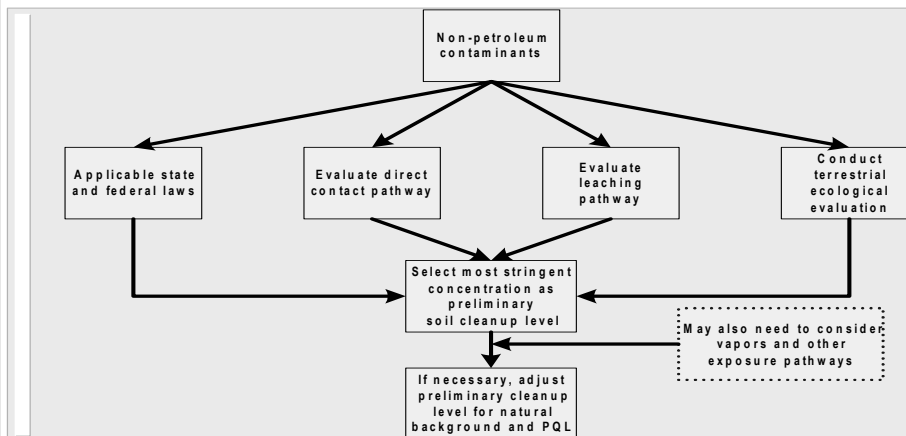 Non-petroleum
contaminants
Applicable state
and federal laws
Evaluate direct
contact pathway
Evaluate
leaching
pathway
Conduct
terrestrial
ecological
evaluation
Select most stringent
concentration as
preliminary
soil cleanup level
May also need to consider
vapors and other
exposure pathways
If necessary, adjust
preliminary cleanup
level for natural
background and PQL